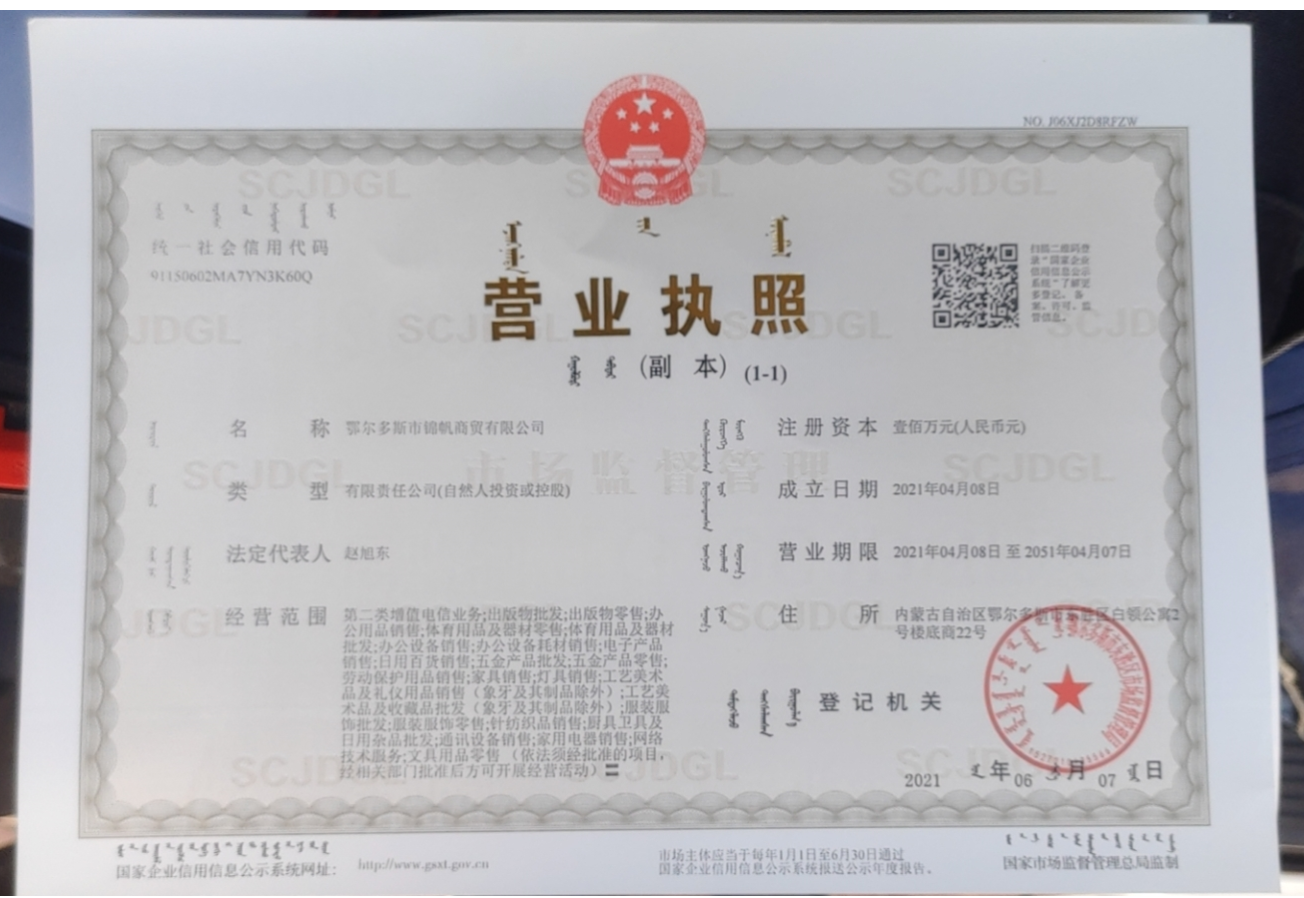 NO. J06XJ2D8RFZW
统一社会信用代码
91150602MA7YN3K60Q
营业执照
(副 本) (1-1)
扫描二维码登
录“国家企业
信用信息公示
系统”了解更
多登记、备
案、许可、监
管信息。
名 称 鄂尔多斯市锦帆商贸有限公司
类 型 有限责任公司(自然人投资或控股)
法定代表人 赵旭东
经营范围 第二类增值电信业务;出版物批发;出版物零售;办
公用品销售;体育用品及器材零售;体育用品及器材
批发;办公设备销售;办公设备耗材销售;电子产品
销售;日用百货销售;五金产品批发;五金产品零售;
劳动保护用品销售;家具销售;灯具销售;工艺美术
品及礼仪用品销售(象牙及其制品除外);工艺美
术品及收藏品批发(象牙及其制品除外);服装服
饰批发;服装服饰零售;针纺织品销售;厨具卫具及
日用杂品批发;通讯设备销售;家用电器销售;网络
技术服务;文具用品零售(依法须经批准的项目,
经相关部门批准后方可开展经营活动)
注册资本 壹佰万元(人民币元)
成立日期 2021年04月08日
营业期限 2021年04月08日 至 2051年04月07日
住 所 内蒙古自治区鄂尔多斯市东胜区白领公寓2
号楼底商22号
登记机关
2021 年 06 月 07 日
国家企业信用信息公示系统网址: http://www.gsxt.gov.cn
市场主体应当于每年1月1日至6月30日通过
国家企业信用信息公示系统报送公示年度报告。
国家市场监督管理总局监制
SCJDGL
市场监督管理